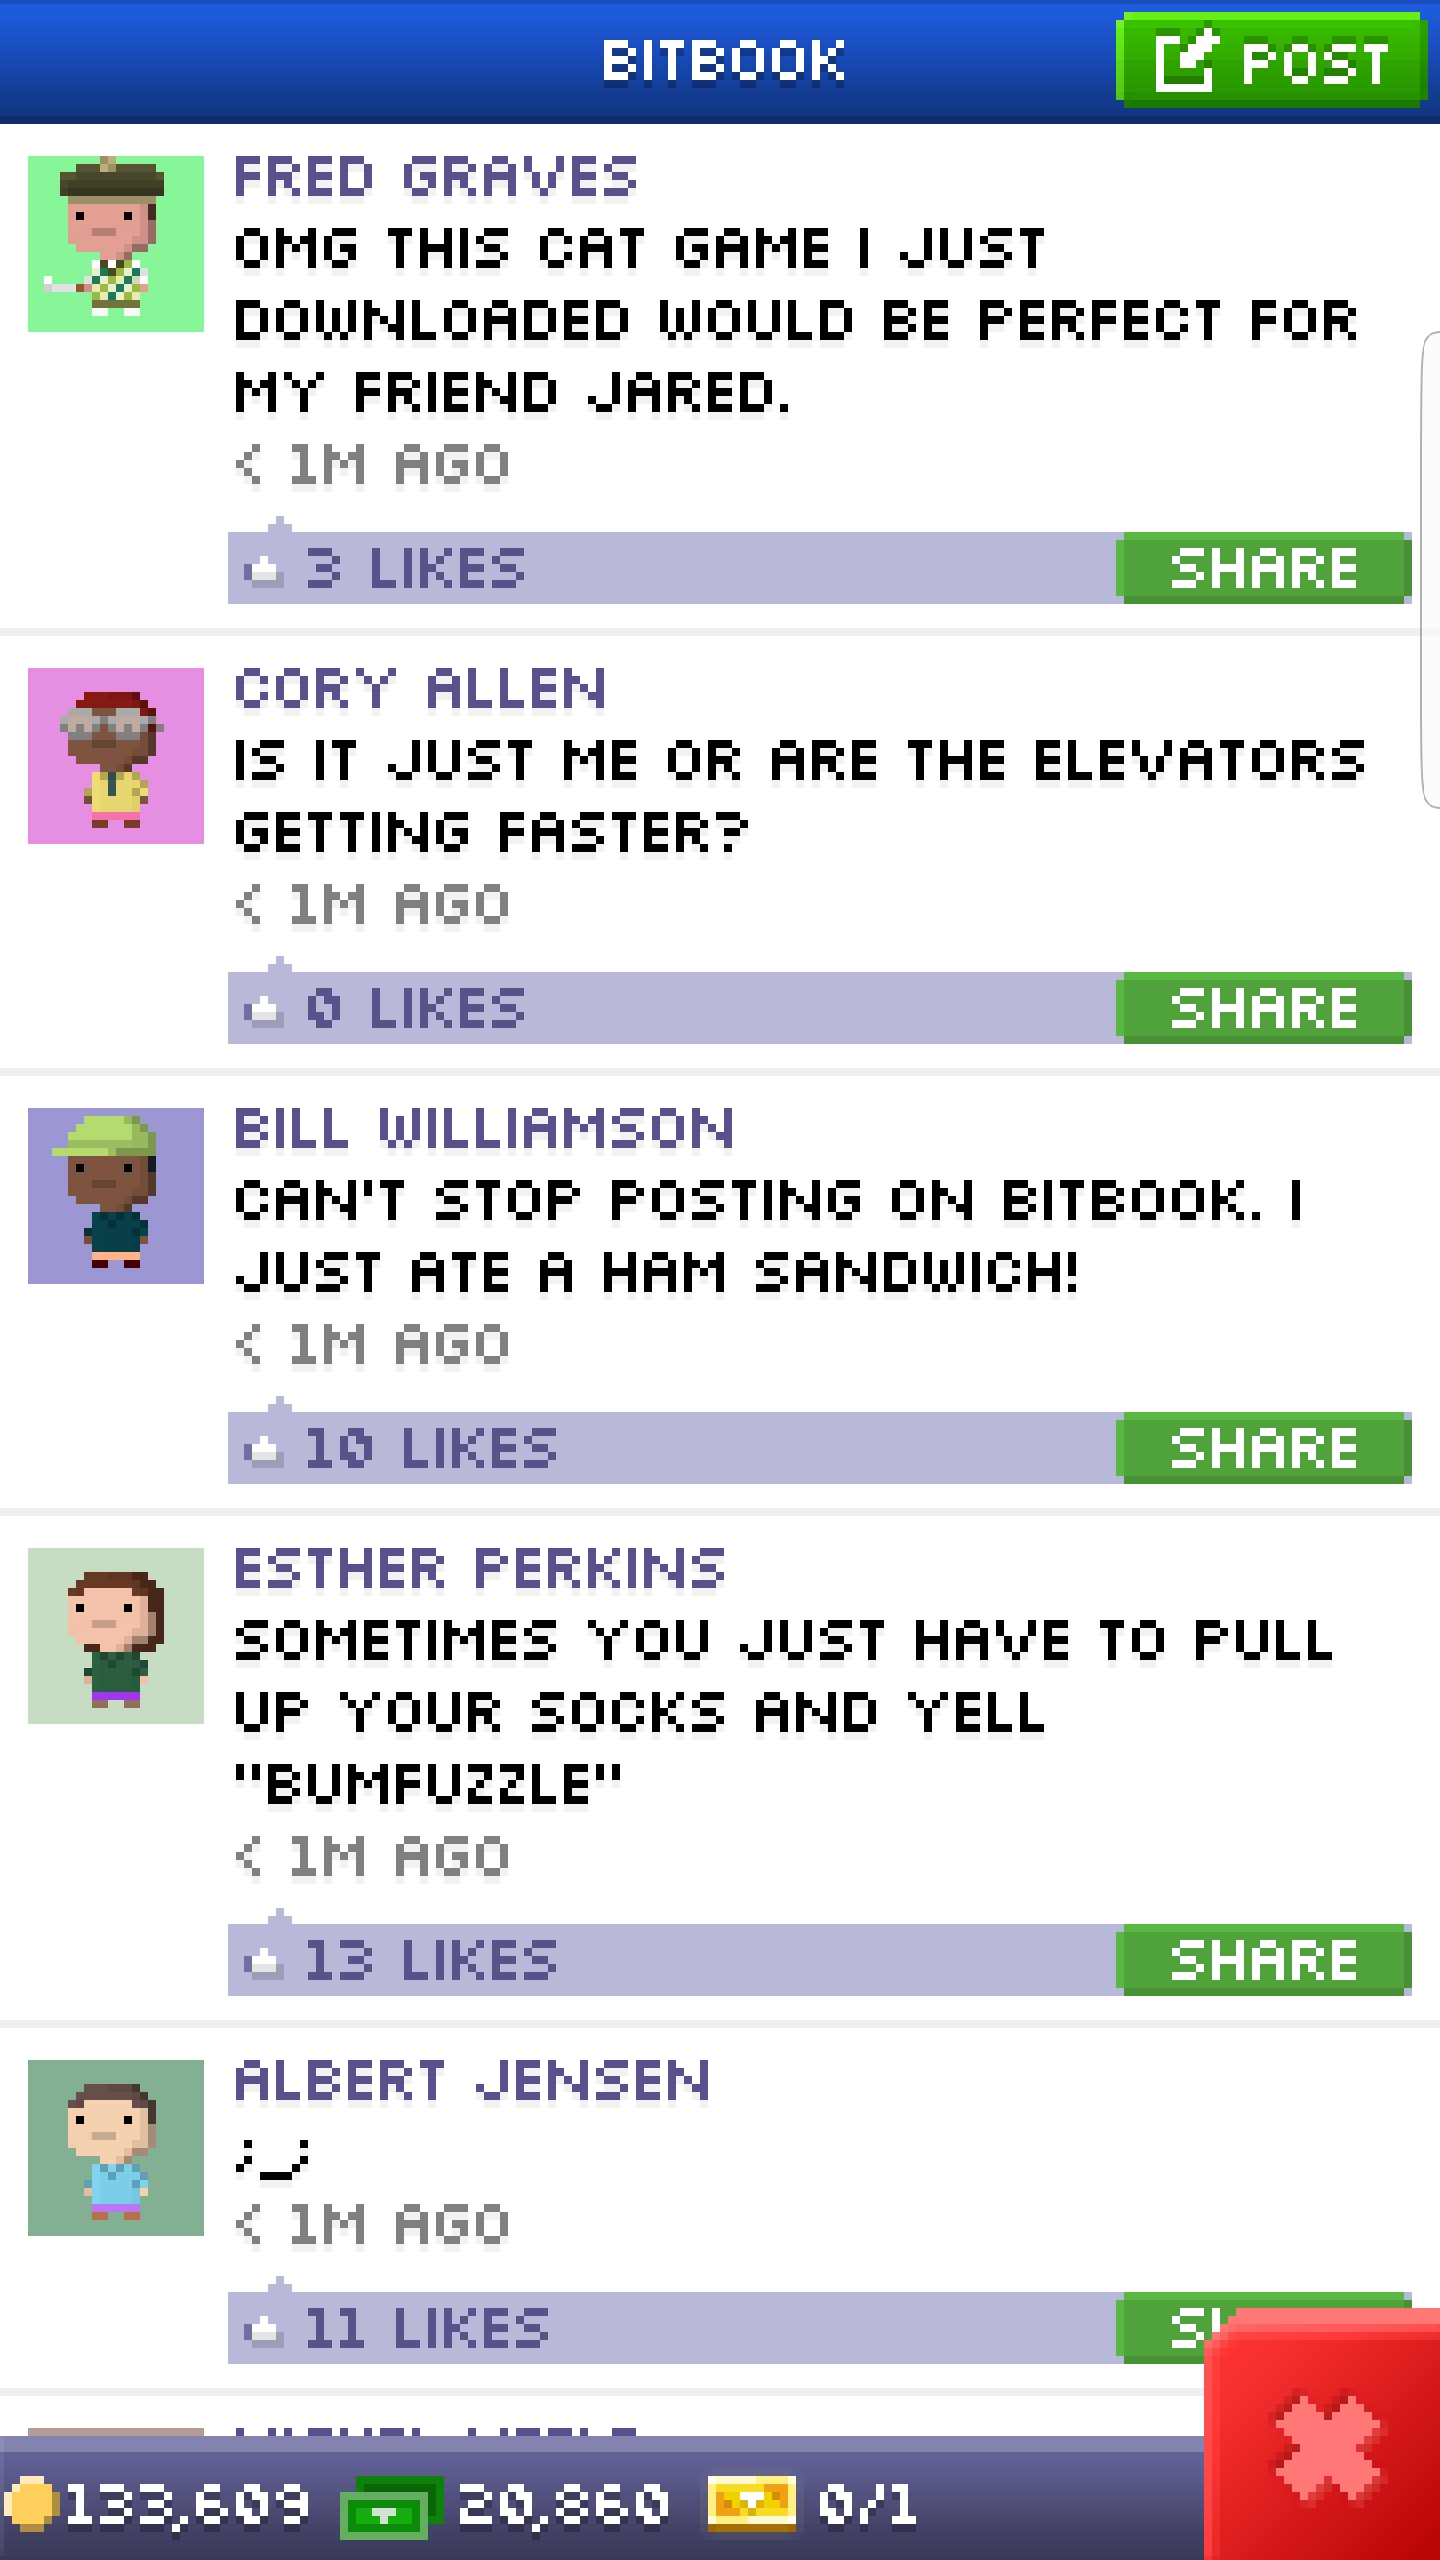 BITBOOK
POST
FRED GRAVES
OMG THIS CAT GAME I JUST
DOWNLOADED WOULD BE PERFECT FOR
MY FRIEND JARED.
< 1M AGO
3 LIKES
SHARE
CORY ALLEN
IS IT JUST ME OR ARE THE ELEVATORS
GETTING FASTER?
< 1M AGO
0 LIKES
SHARE
BILL WILLIAMSON
CAN'T STOP POSTING ON BITBOOK. I
JUST ATE A HAM SANDWICH!
< 1M AGO
10 LIKES
SHARE
ESTHER PERKINS
SOMETIMES YOU JUST HAVE TO PULL
UP YOUR SOCKS AND YELL
"BUMFUZZLE"
< 1M AGO
13 LIKES
SHARE
ALBERT JENSEN
;_;
< 1M AGO
11 LIKES
133,609
20,860
0/1